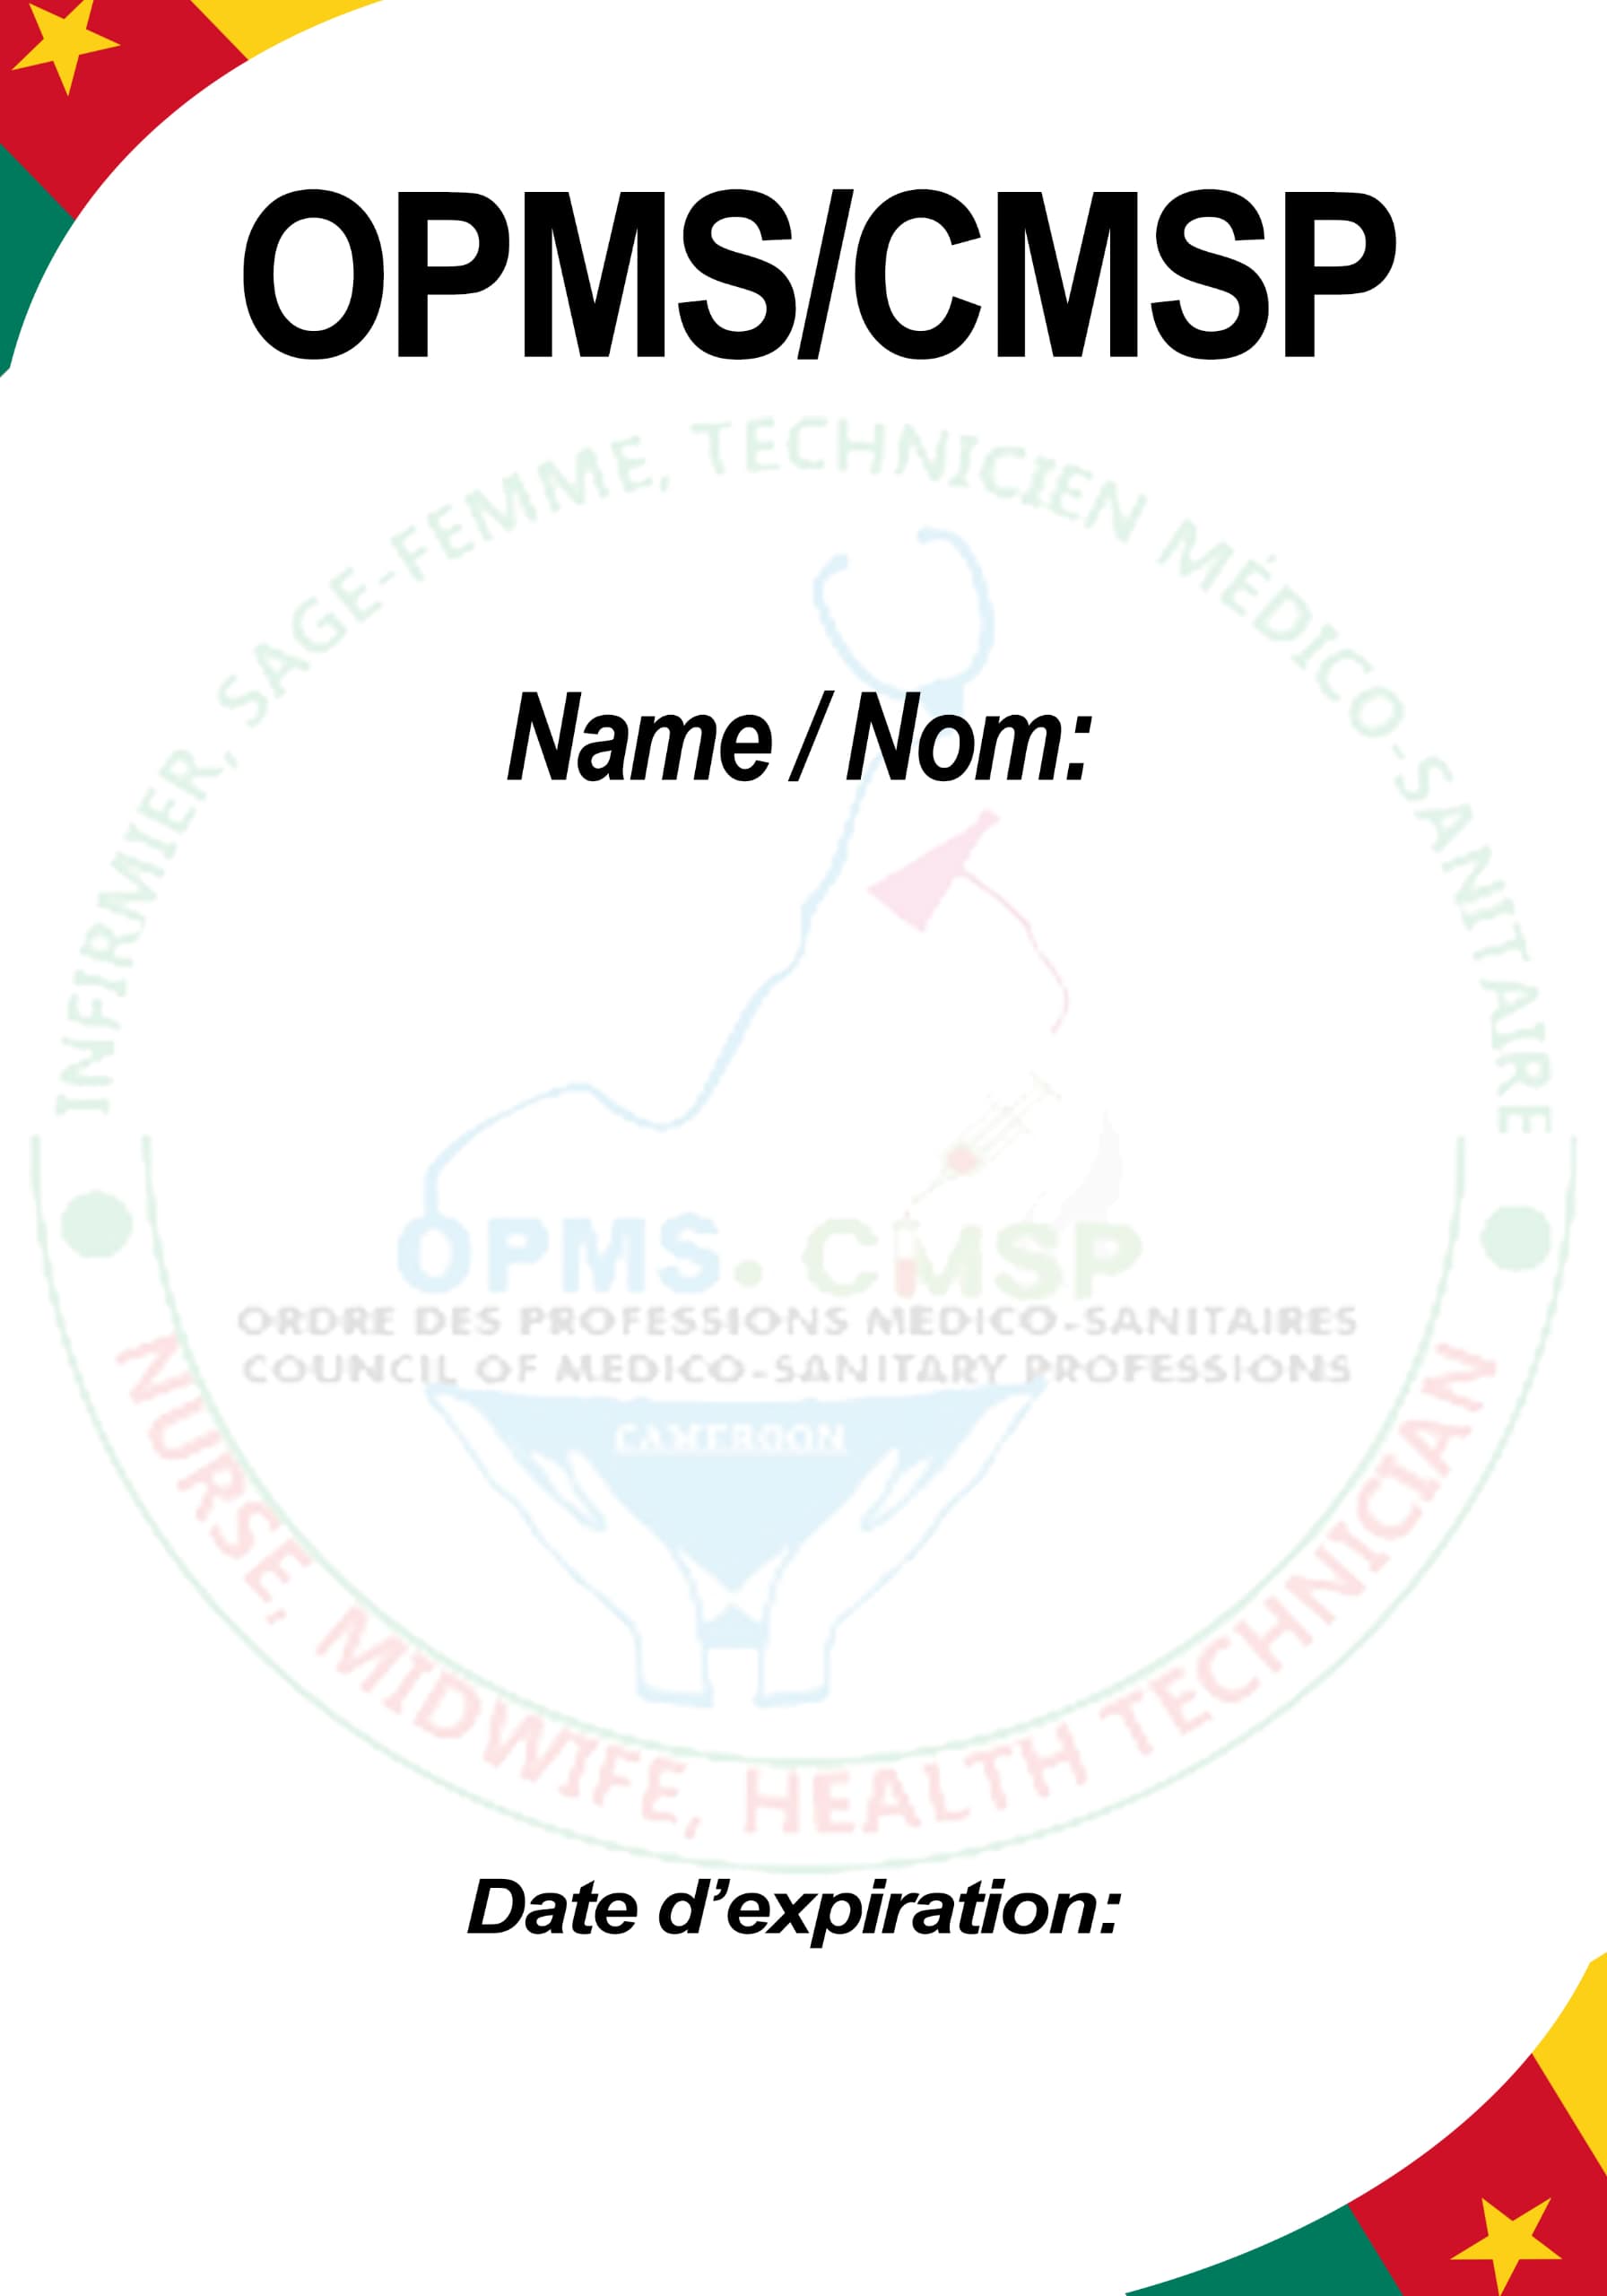 OPMS/CMSP
INFIRMIER, SAGE-FEMME, TECHNICIEN MÉDICO-SANITAIRE
Name / Nom:
OPMS. CMSP
ORDRE DES PROFESSIONS MEDICO-SANITAIRES
COUNCIL OF MEDICO-SANITARY PROFESSIONS
CAMEROON
NURSE, MIDWIFE, HEALTH TECHNICIAN
Date d’expiration: